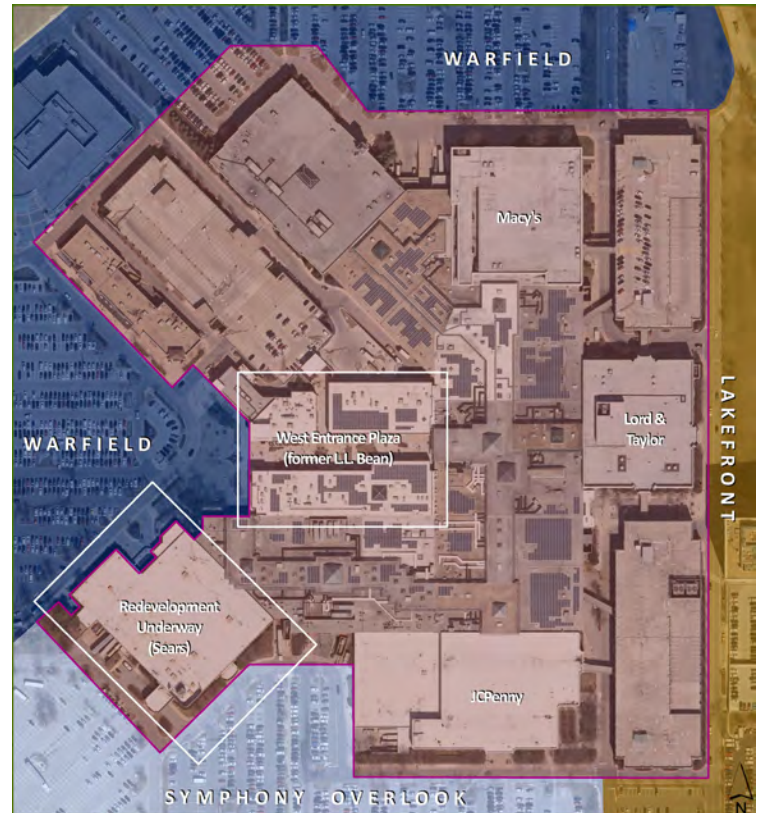 WARFIELD
Macy's
Lord &
Taylor
LAKEFRONT
West Entrance Plaza
(former L.L. Bean)
WARFIELD
Redevelopment
Underway
(Sears)
JCPenny
SYMPHONY OVERLOOK
N